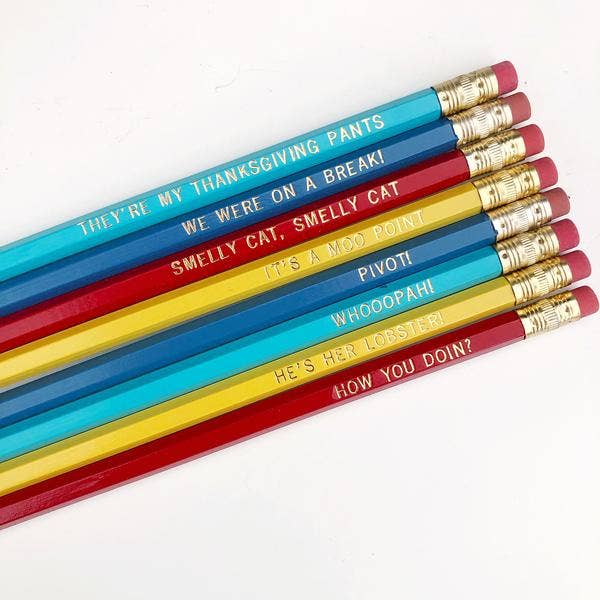 THEY'RE MY THANKSGIVING PANTS
WE WERE ON A BREAK!
SMELLY CAT, SMELLY CAT
IT'S A MOO POINT
PIVOT!
WHOOOPAH!
HE'S HER LOBSTER!
HOW YOU DOIN?